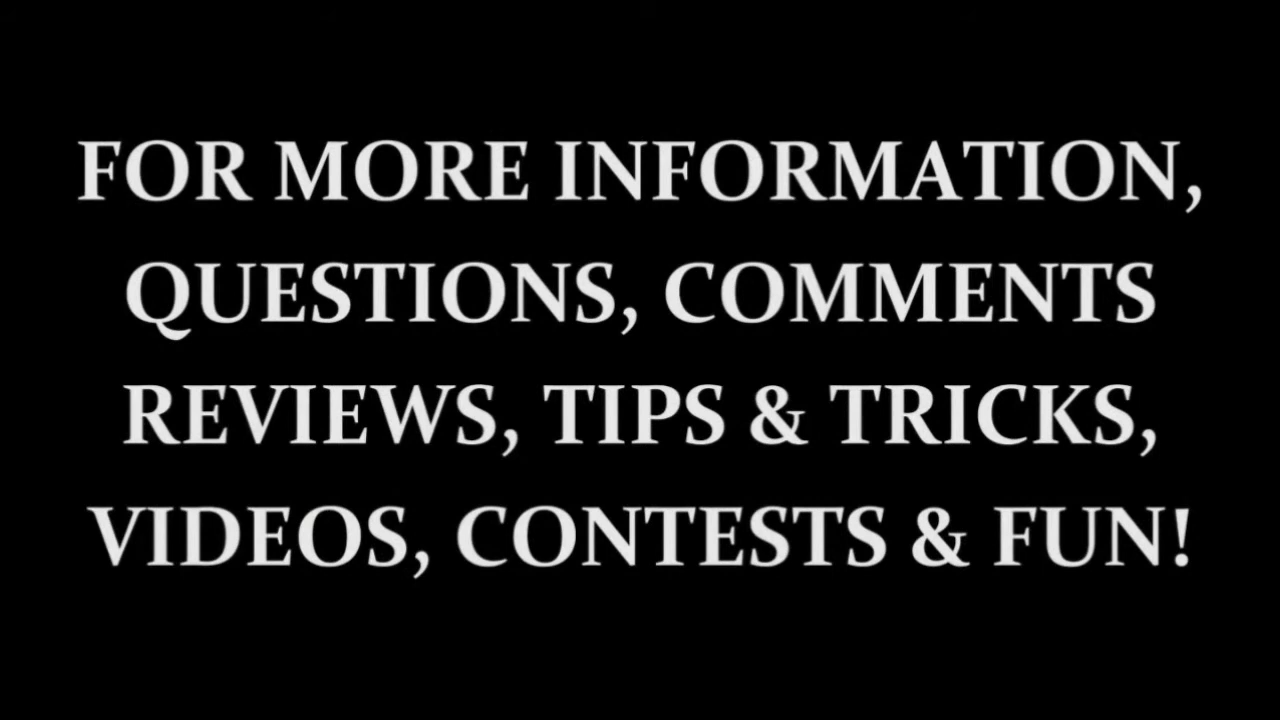 FOR MORE INFORMATION,
QUESTIONS, COMMENTS
REVIEWS, TIPS & TRICKS,
VIDEOS, CONTESTS & FUN!